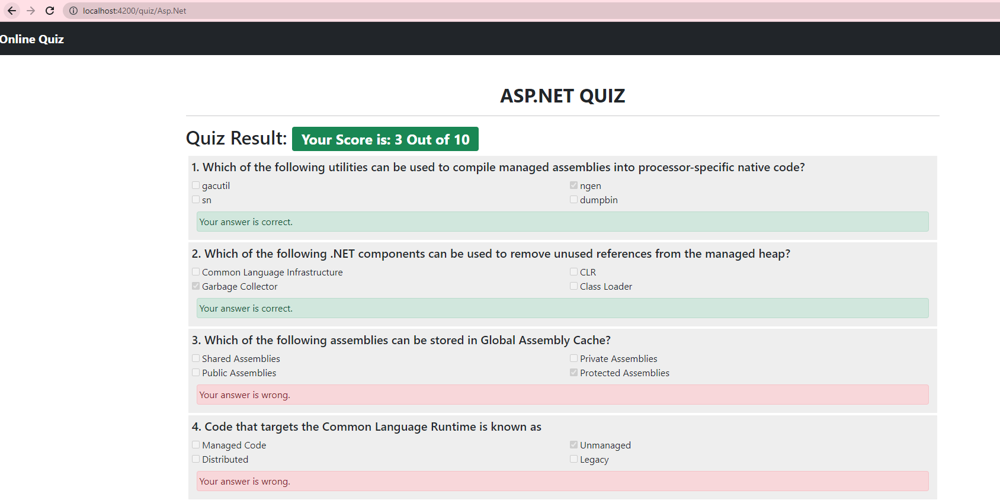 localhost:4200/quiz/Asp.Net
Online Quiz
ASP.NET QUIZ
Quiz Result: Your Score is: 3 Out of 10
1. Which of the following utilities can be used to compile managed assemblies into processor-specific native code?
gacutil ngen
sn dumpbin
Your answer is correct.
2. Which of the following .NET components can be used to remove unused references from the managed heap?
Common Language Infrastructure CLR
Garbage Collector Class Loader
Your answer is correct.
3. Which of the following assemblies can be stored in Global Assembly Cache?
Shared Assemblies Private Assemblies
Public Assemblies Protected Assemblies
Your answer is wrong.
4. Code that targets the Common Language Runtime is known as
Managed Code Unmanaged
Distributed Legacy
Your answer is wrong.